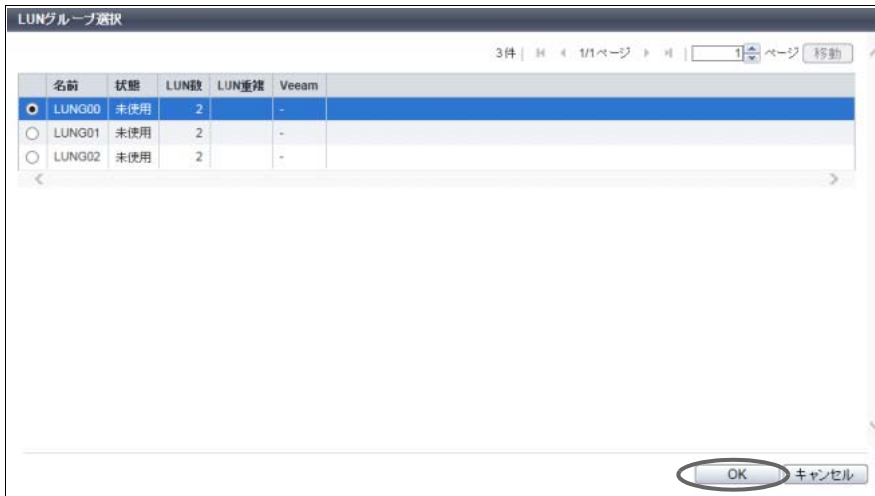 LUNグループ選択
3件 | 1/1ページ | 1 ページ 移動
名前 状態 LUN数 LUN重複 Veeam
LUNG00 未使用 2 -
LUNG01 未使用 2 -
LUNG02 未使用 2 -
OK キャンセル